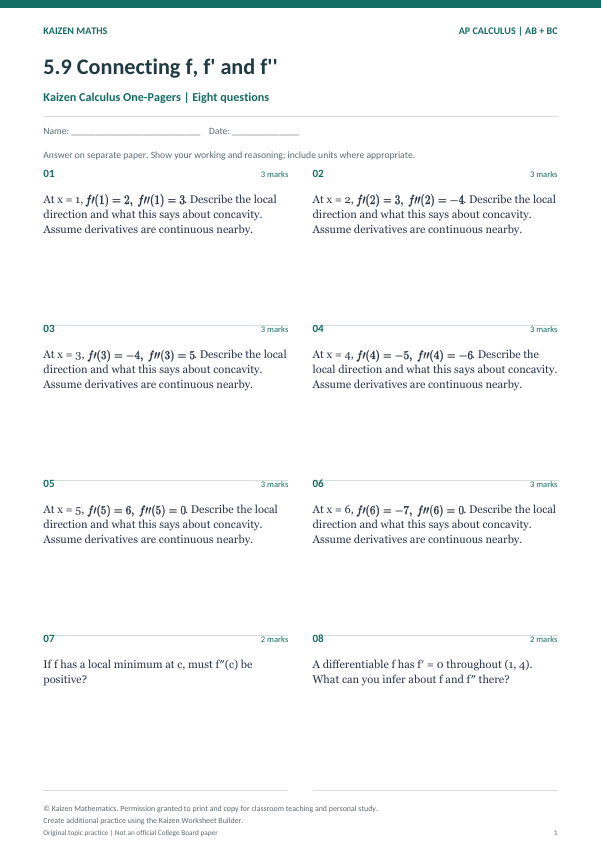 KAIZEN MATHS
AP CALCULUS | AB + BC
5.9 Connecting f, f' and f''
Kaizen Calculus One-Pagers | Eight questions
Name: ____________________________ Date: ______________
Answer on separate paper. Show your working and reasoning; include units where appropriate.
01 3 marks
At x = 1, f′(1) = 2, f″(1) = 3. Describe the local
direction and what this says about concavity.
Assume derivatives are continuous nearby.
02 3 marks
At x = 2, f′(2) = 3, f″(2) = −4. Describe the local
direction and what this says about concavity.
Assume derivatives are continuous nearby.
03 3 marks
At x = 3, f′(3) = −4, f″(3) = 5. Describe the local
direction and what this says about concavity.
Assume derivatives are continuous nearby.
04 3 marks
At x = 4, f′(4) = −5, f″(4) = −6. Describe the
local direction and what this says about concavity.
Assume derivatives are continuous nearby.
05 3 marks
At x = 5, f′(5) = 6, f″(5) = 0. Describe the local
direction and what this says about concavity.
Assume derivatives are continuous nearby.
06 3 marks
At x = 6, f′(6) = −7, f″(6) = 0. Describe the local
direction and what this says about concavity.
Assume derivatives are continuous nearby.
07 2 marks
If f has a local minimum at c, must f″(c) be
positive?
08 2 marks
A differentiable f has f′ = 0 throughout (1, 4).
What can you infer about f and f″ there?
© Kaizen Mathematics. Permission granted to print and copy for classroom teaching and personal study.
Create additional practice using the Kaizen Worksheet Builder.
Original topic practice | Not an official College Board paper
1